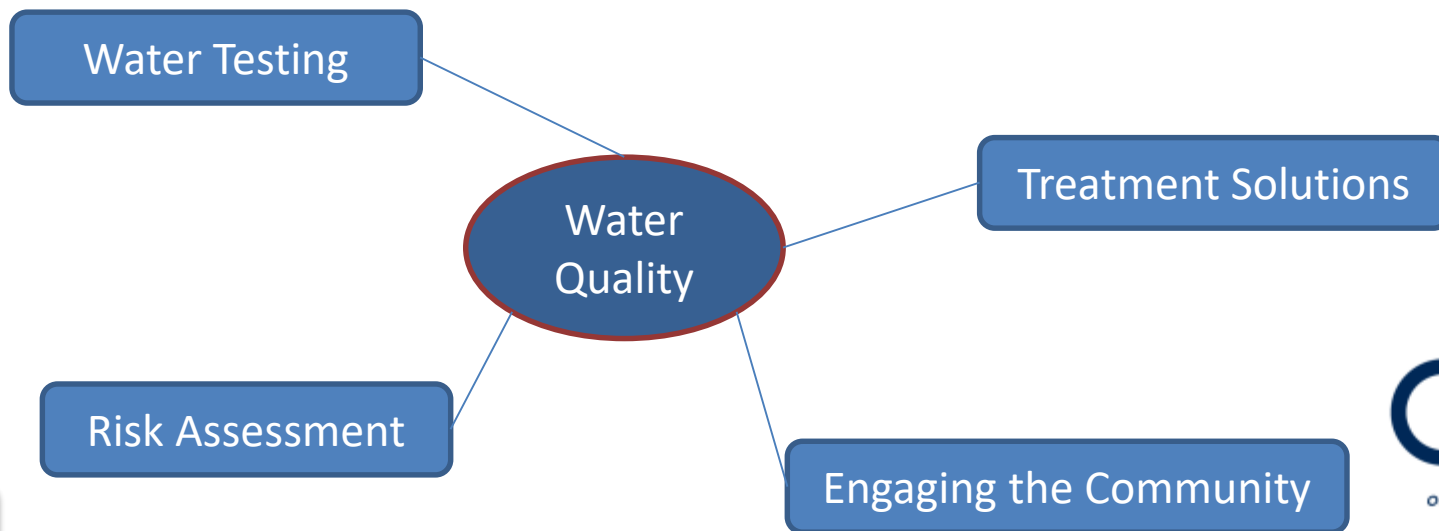 Water Testing
Treatment Solutions
Water
Quality
Risk Assessment
Engaging the Community